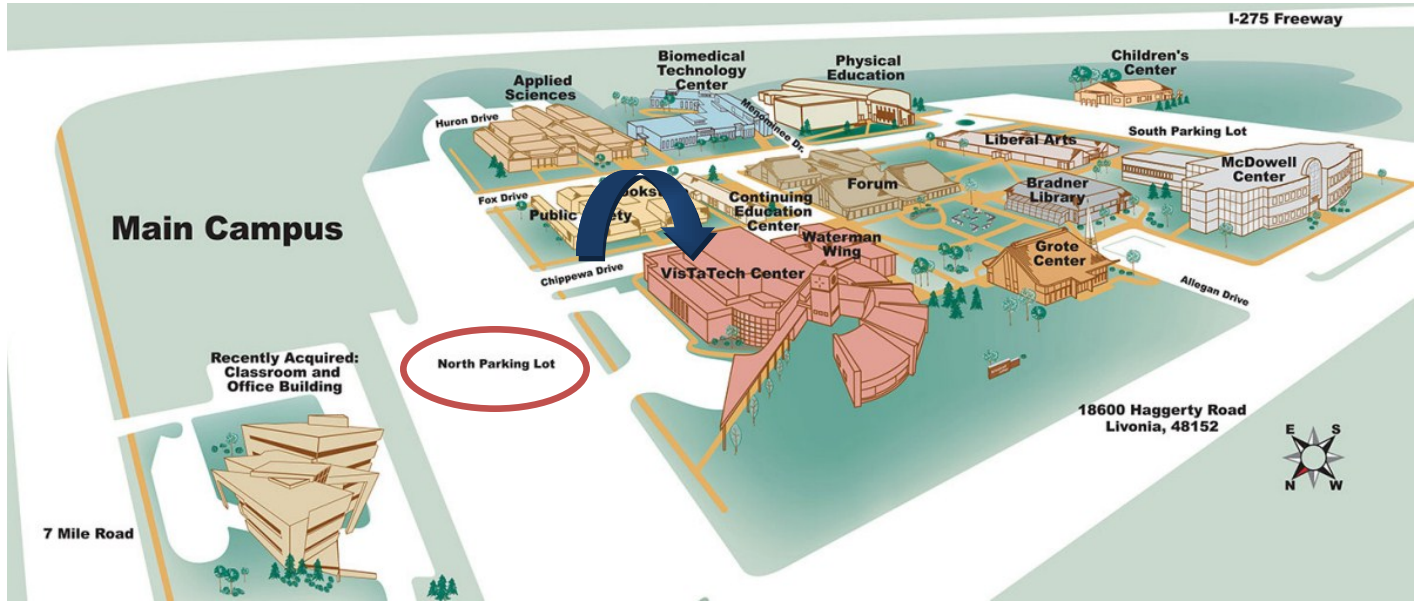 I-275 Freeway
Children's
Center
Physical
Education
Biomedical
Technology
Center
Applied
Sciences
Huron Drive
Menominee Dr.
South Parking Lot
Liberal Arts
McDowell
Center
Forum
Bradner
Library
Fox Drive
Continuing
Education
Center
Public
Main Campus
Waterman
Wing
Grote
Center
VisTaTech Center
Chippewa Drive
Allegan Drive
North Parking Lot
Recently Acquired:
Classroom and
Office Building
18600 Haggerty Road
Livonia, 48152
E S
N W
7 Mile Road